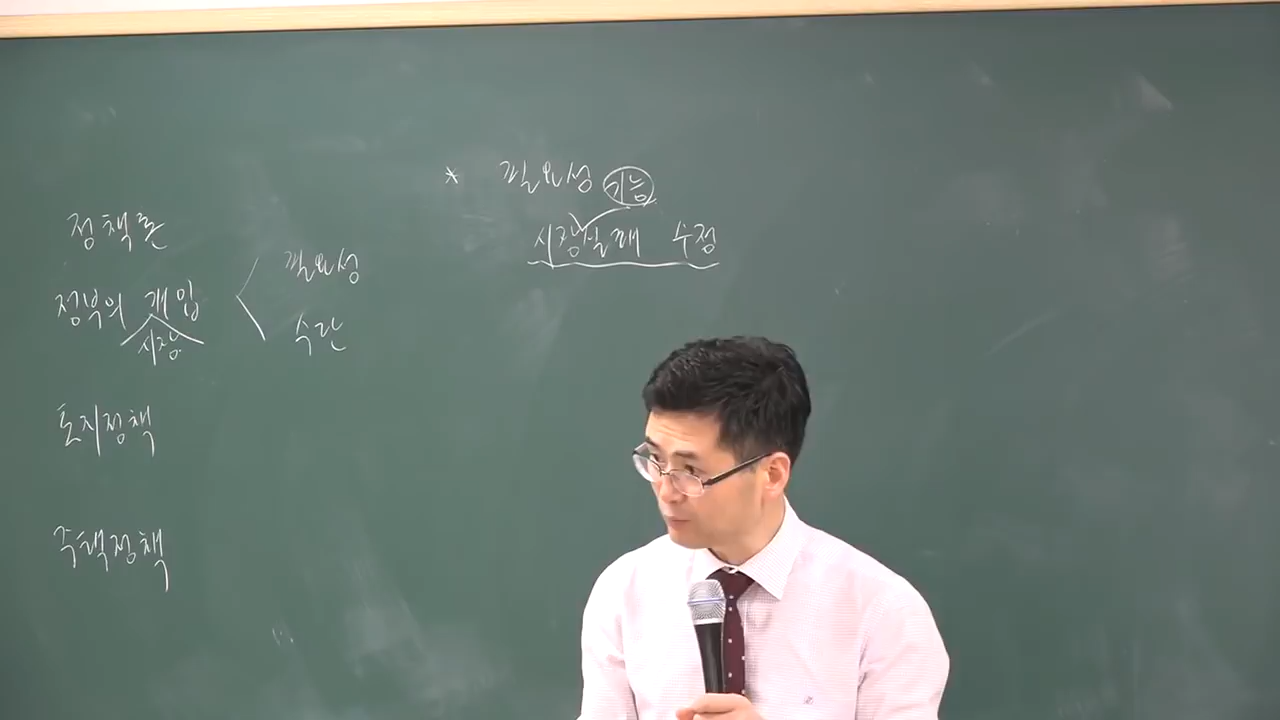 정책론
정부의 개입
시장
필요성
수단
토지정책
주택정책
* 필요성 기능
시장실패 수정